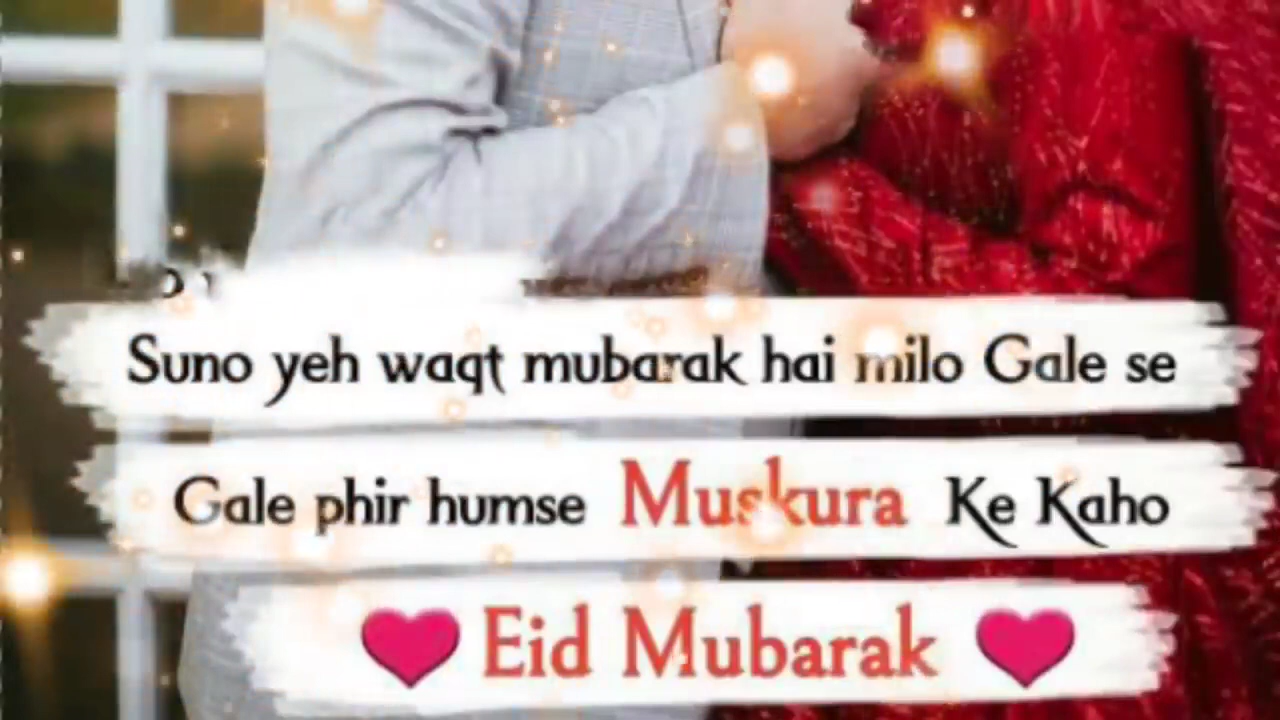 Suno yeh waqt mubarak hai milo Gale se
Gale phir humse Muskura Ke Kaho
Eid Mubarak